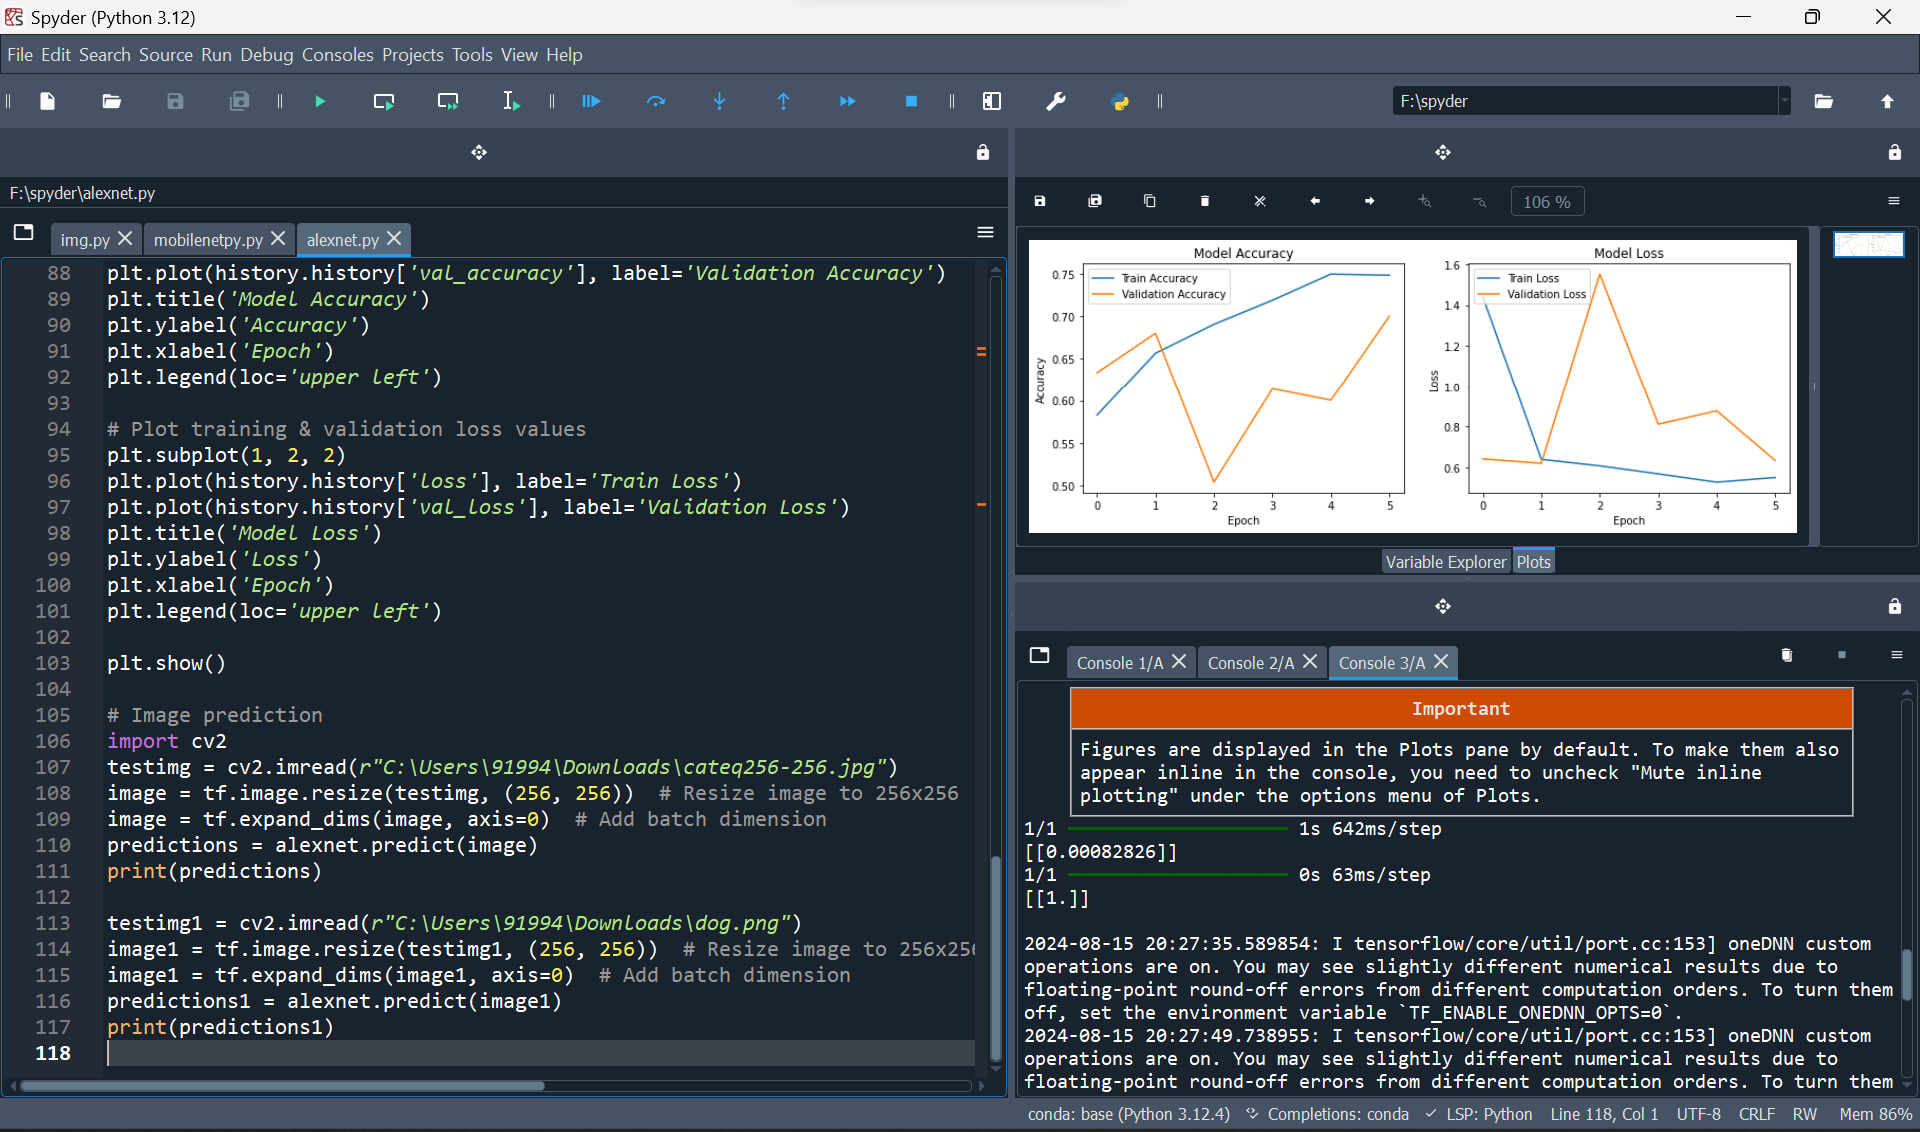 Spyder (Python 3.12)
File Edit Search Source Run Debug Consoles Projects Tools View Help
F:\spyder
F:\spyder\alexnet.py
img.py
mobilenetpy.py
alexnet.py
88 plt.plot(history.history['val_accuracy'], label='Validation Accuracy')
89 plt.title('Model Accuracy')
90 plt.ylabel('Accuracy')
91 plt.xlabel('Epoch')
92 plt.legend(loc='upper left')
93
94 # Plot training & validation loss values
95 plt.subplot(1, 2, 2)
96 plt.plot(history.history['loss'], label='Train Loss')
97 plt.plot(history.history['val_loss'], label='Validation Loss')
98 plt.title('Model Loss')
99 plt.ylabel('Loss')
100 plt.xlabel('Epoch')
101 plt.legend(loc='upper left')
102
103 plt.show()
104
105 # Image prediction
106 import cv2
107 testimg = cv2.imread(r"C:\Users\91994\Downloads\cateq256-256.jpg")
108 image = tf.image.resize(testimg, (256, 256)) # Resize image to 256x256
109 image = tf.expand_dims(image, axis=0) # Add batch dimension
110 predictions = alexnet.predict(image)
111 print(predictions)
112
113 testimg1 = cv2.imread(r"C:\Users\91994\Downloads\dog.png")
114 image1 = tf.image.resize(testimg1, (256, 256)) # Resize image to 256x256
115 image1 = tf.expand_dims(image1, axis=0) # Add batch dimension
116 predictions1 = alexnet.predict(image1)
117 print(predictions1)
118
106 %
Model Accuracy
Train Accuracy
Validation Accuracy
0.75
0.70
0.65
0.60
0.55
0.50
Accuracy
0 1 2 3 4 5
Epoch
Model Loss
Train Loss
Validation Loss
1.6
1.4
1.2
1.0
0.8
0.6
Loss
0 1 2 3 4 5
Epoch
Variable Explorer
Plots
Console 1/A
Console 2/A
Console 3/A
Important
Figures are displayed in the Plots pane by default. To make them also
appear inline in the console, you need to uncheck "Mute inline
plotting" under the options menu of Plots.
1/1 1s 642ms/step
[[0.00082826]]
1/1 0s 63ms/step
[[1.]]
2024-08-15 20:27:35.589854: I tensorflow/core/util/port.cc:153] oneDNN custom
operations are on. You may see slightly different numerical results due to
floating-point round-off errors from different computation orders. To turn them
off, set the environment variable `TF_ENABLE_ONEDNN_OPTS=0`.
2024-08-15 20:27:49.738955: I tensorflow/core/util/port.cc:153] oneDNN custom
operations are on. You may see slightly different numerical results due to
floating-point round-off errors from different computation orders. To turn them
conda: base (Python 3.12.4) Completions: conda LSP: Python Line 118, Col 1 UTF-8 CRLF RW Mem 86%